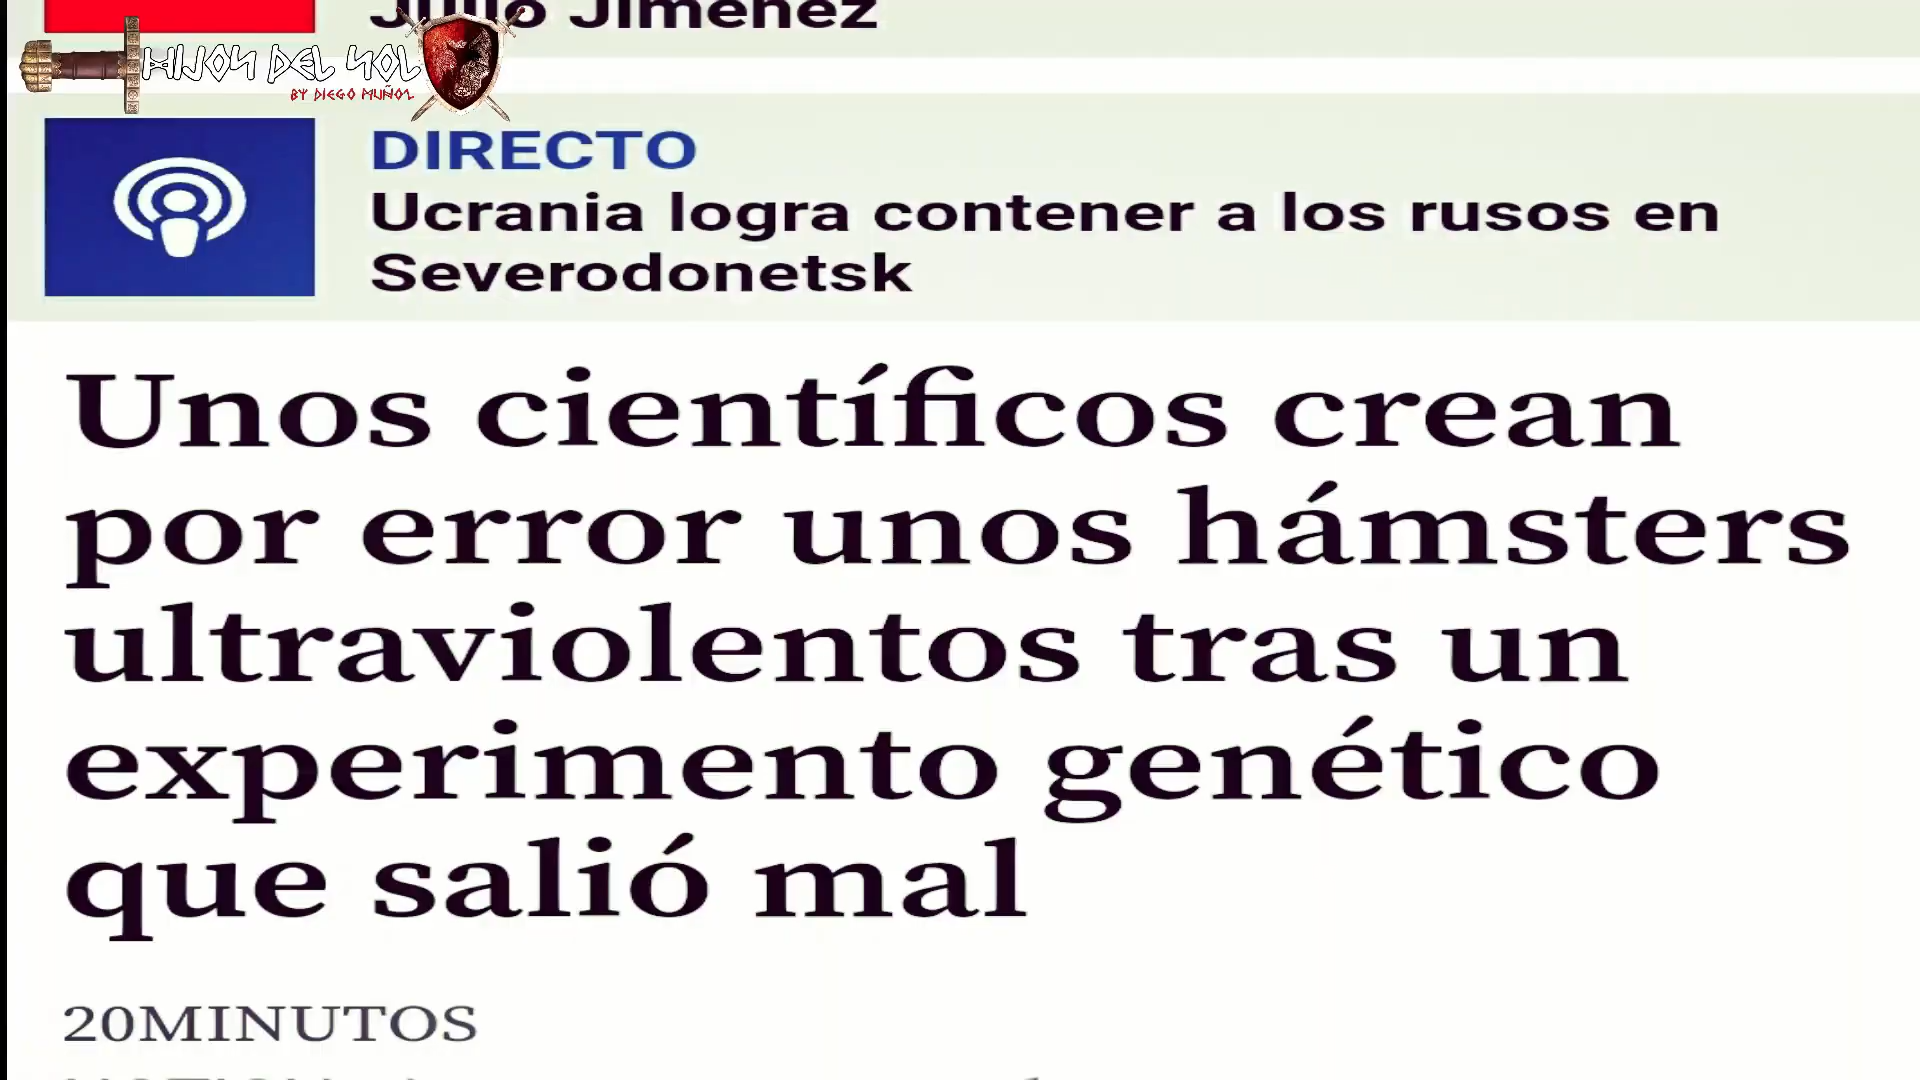 Julio Jiménez
HIJOS DEL SOL
BY DIEGO MUÑOZ
DIRECTO
Ucrania logra contener a los rusos en
Severodonetsk
Unos científicos crean
por error unos hámsters
ultraviolentos tras un
experimento genético
que salió mal
20MINUTOS